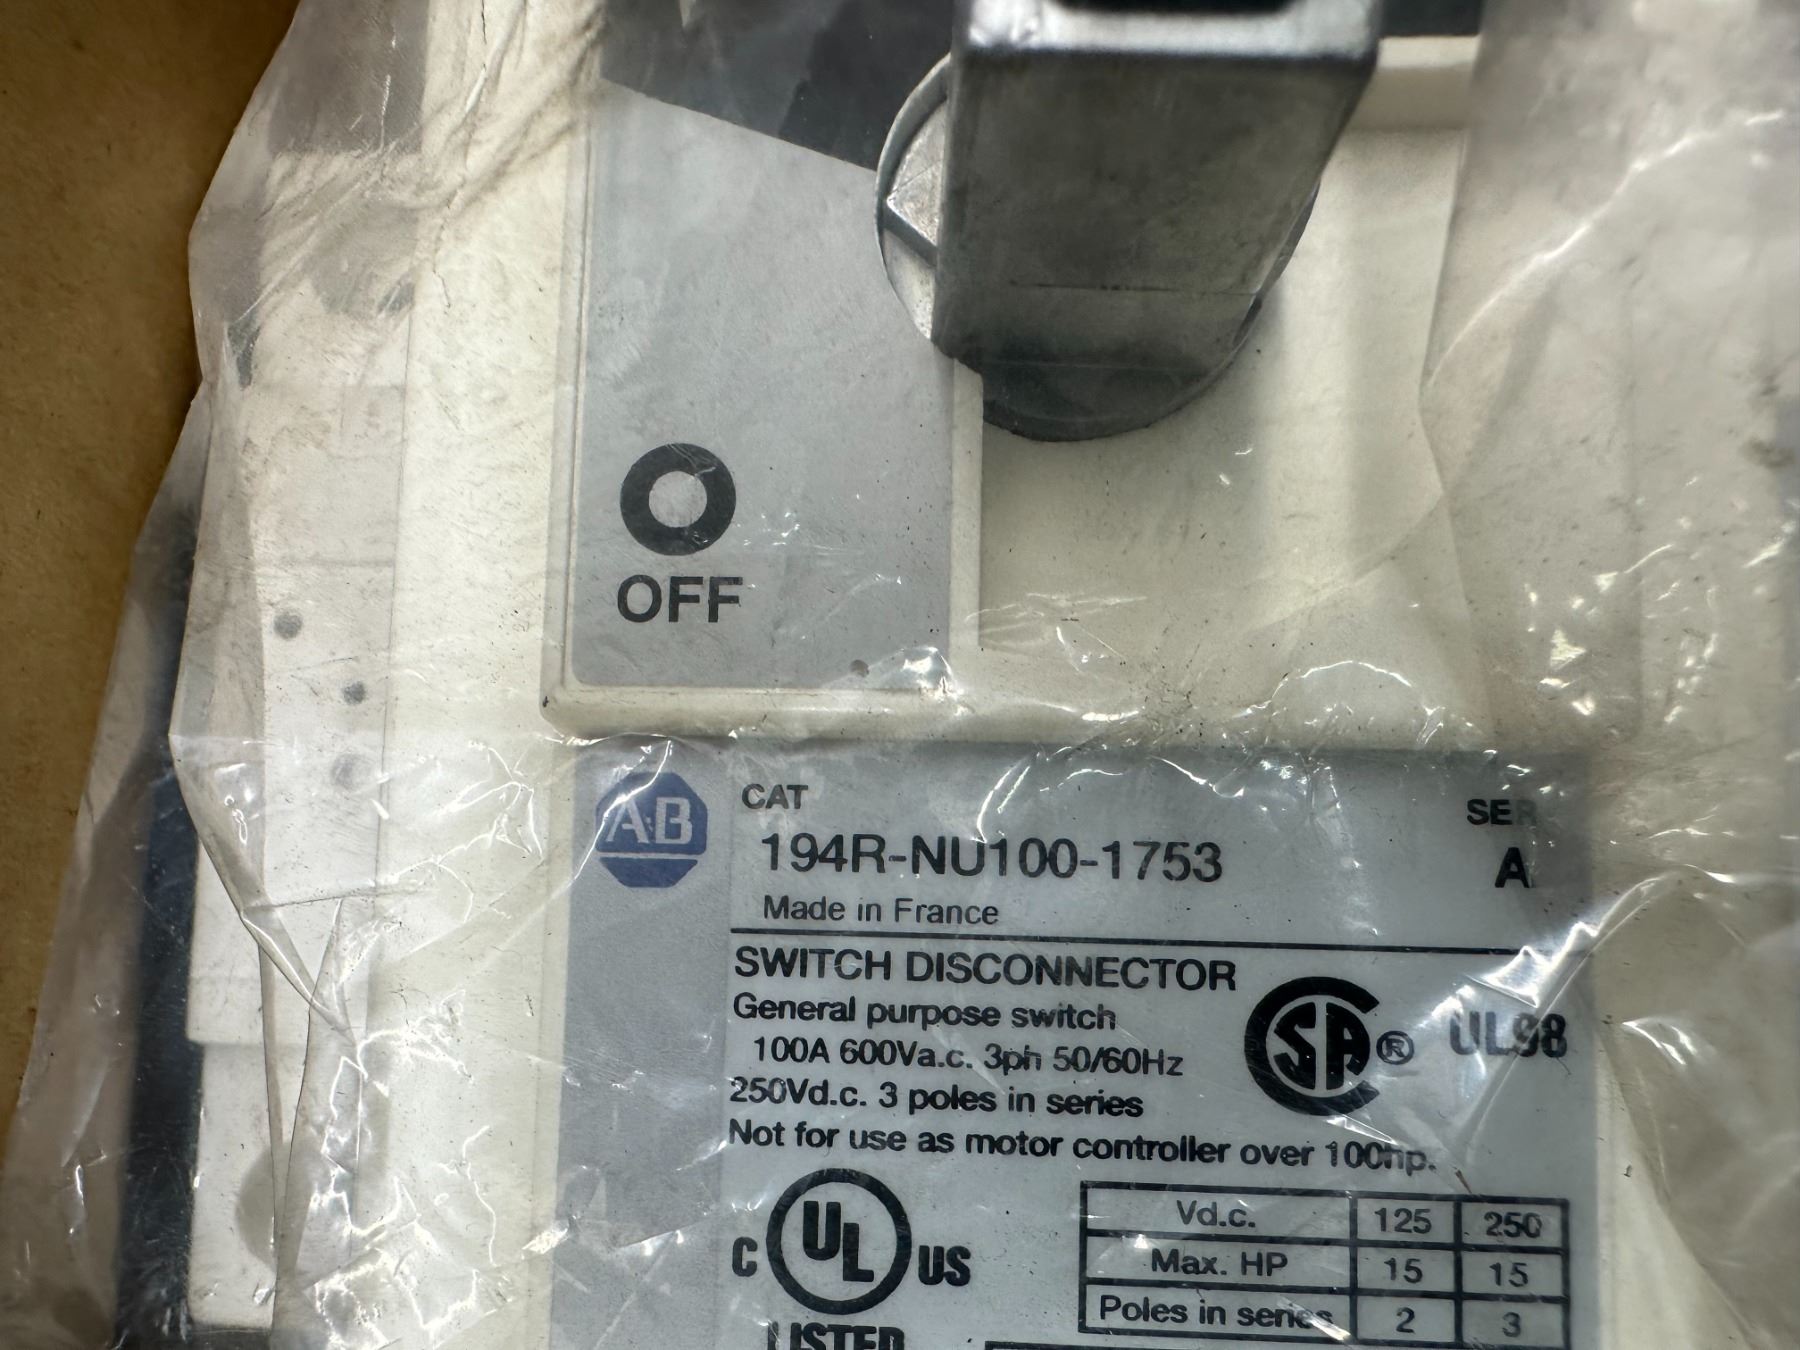 OFF
AB
CAT
SER
194R-NU100-1753
A
Made in France
SWITCH DISCONNECTOR
General purpose switch
100A 600Va.c. 3ph 50/60Hz
250Vd.c. 3 poles in series
Not for use as motor controller over 100hp.
SA ® UL98
C UL US
LISTED
Vd.c. 125 250
Max. HP 15 15
Poles in series 2 3